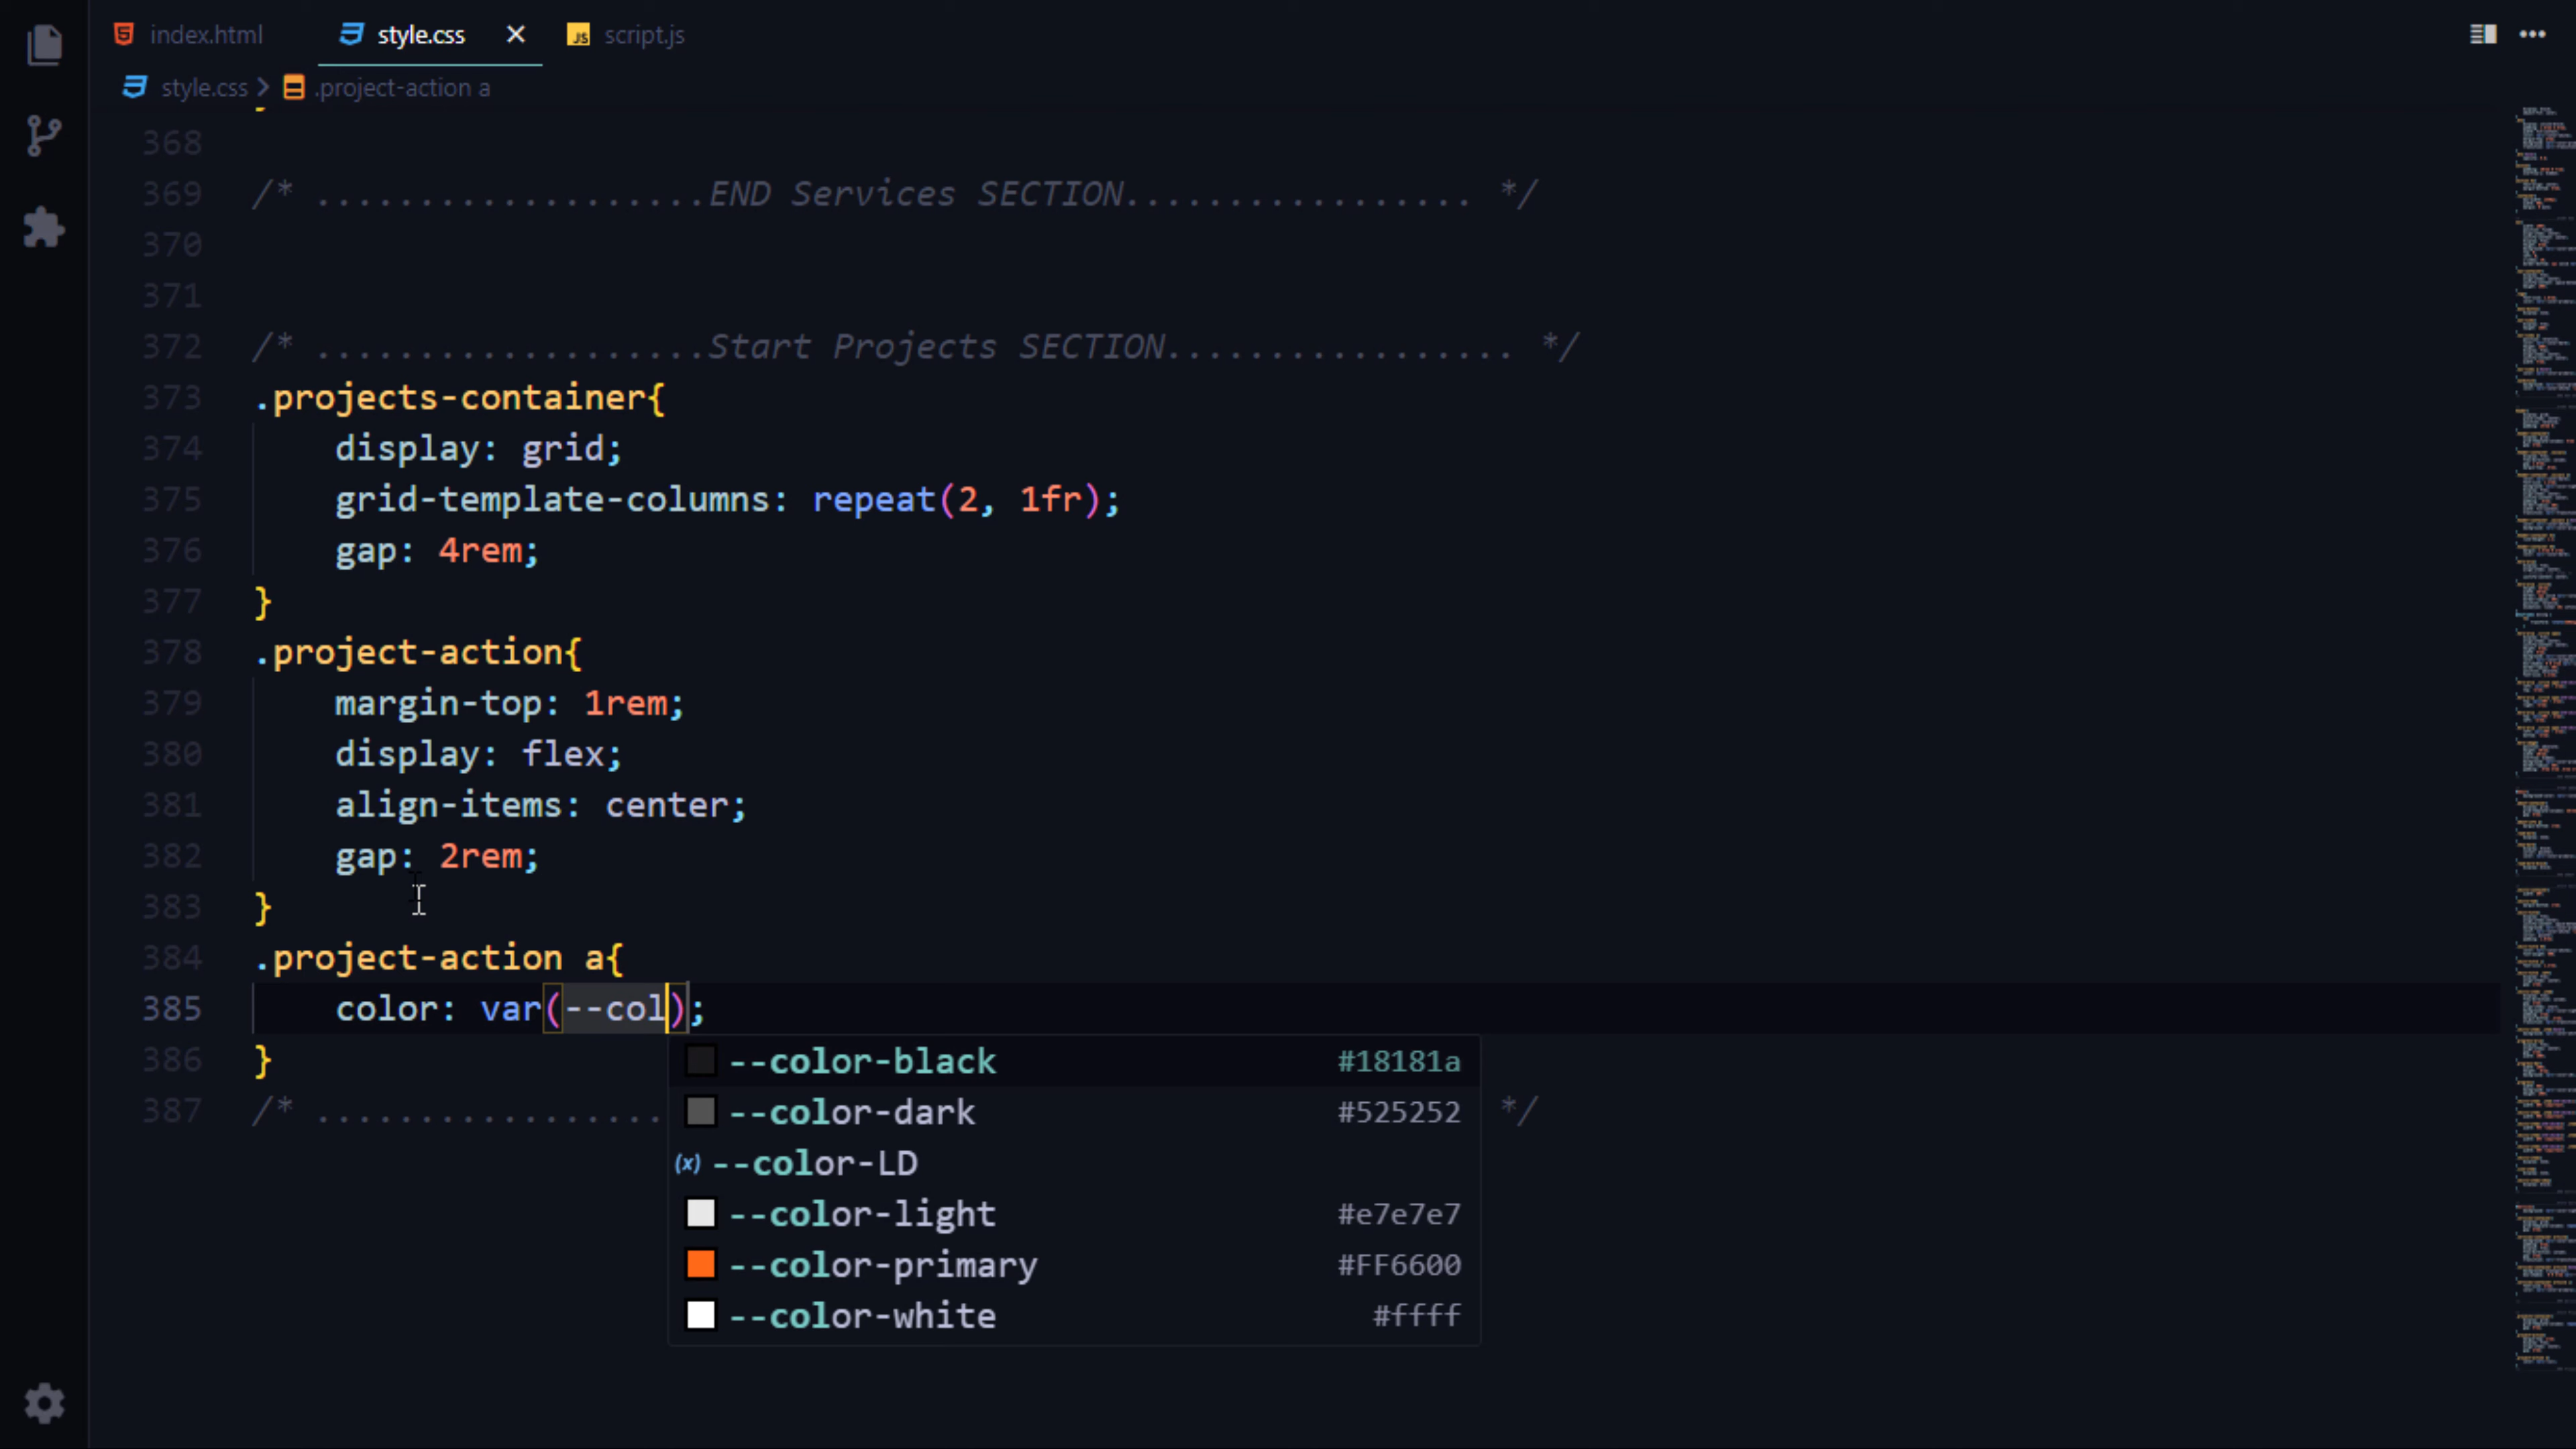 index.html style.css script.js
style.css > .project-action a
368
369 /* ...................END Services SECTION................. */
370
371
372 /* ...................Start Projects SECTION................. */
373 .projects-container{
374 display: grid;
375 grid-template-columns: repeat(2, 1fr);
376 gap: 4rem;
377 }
378 .project-action{
379 margin-top: 1rem;
380 display: flex;
381 align-items: center;
382 gap: 2rem;
383 }
384 .project-action a{
385 color: var(--col);
386 }
--color-black #18181a
387 /* ................. */
--color-dark #525252
--color-LD
--color-light #e7e7e7
--color-primary #FF6600
--color-white #ffff